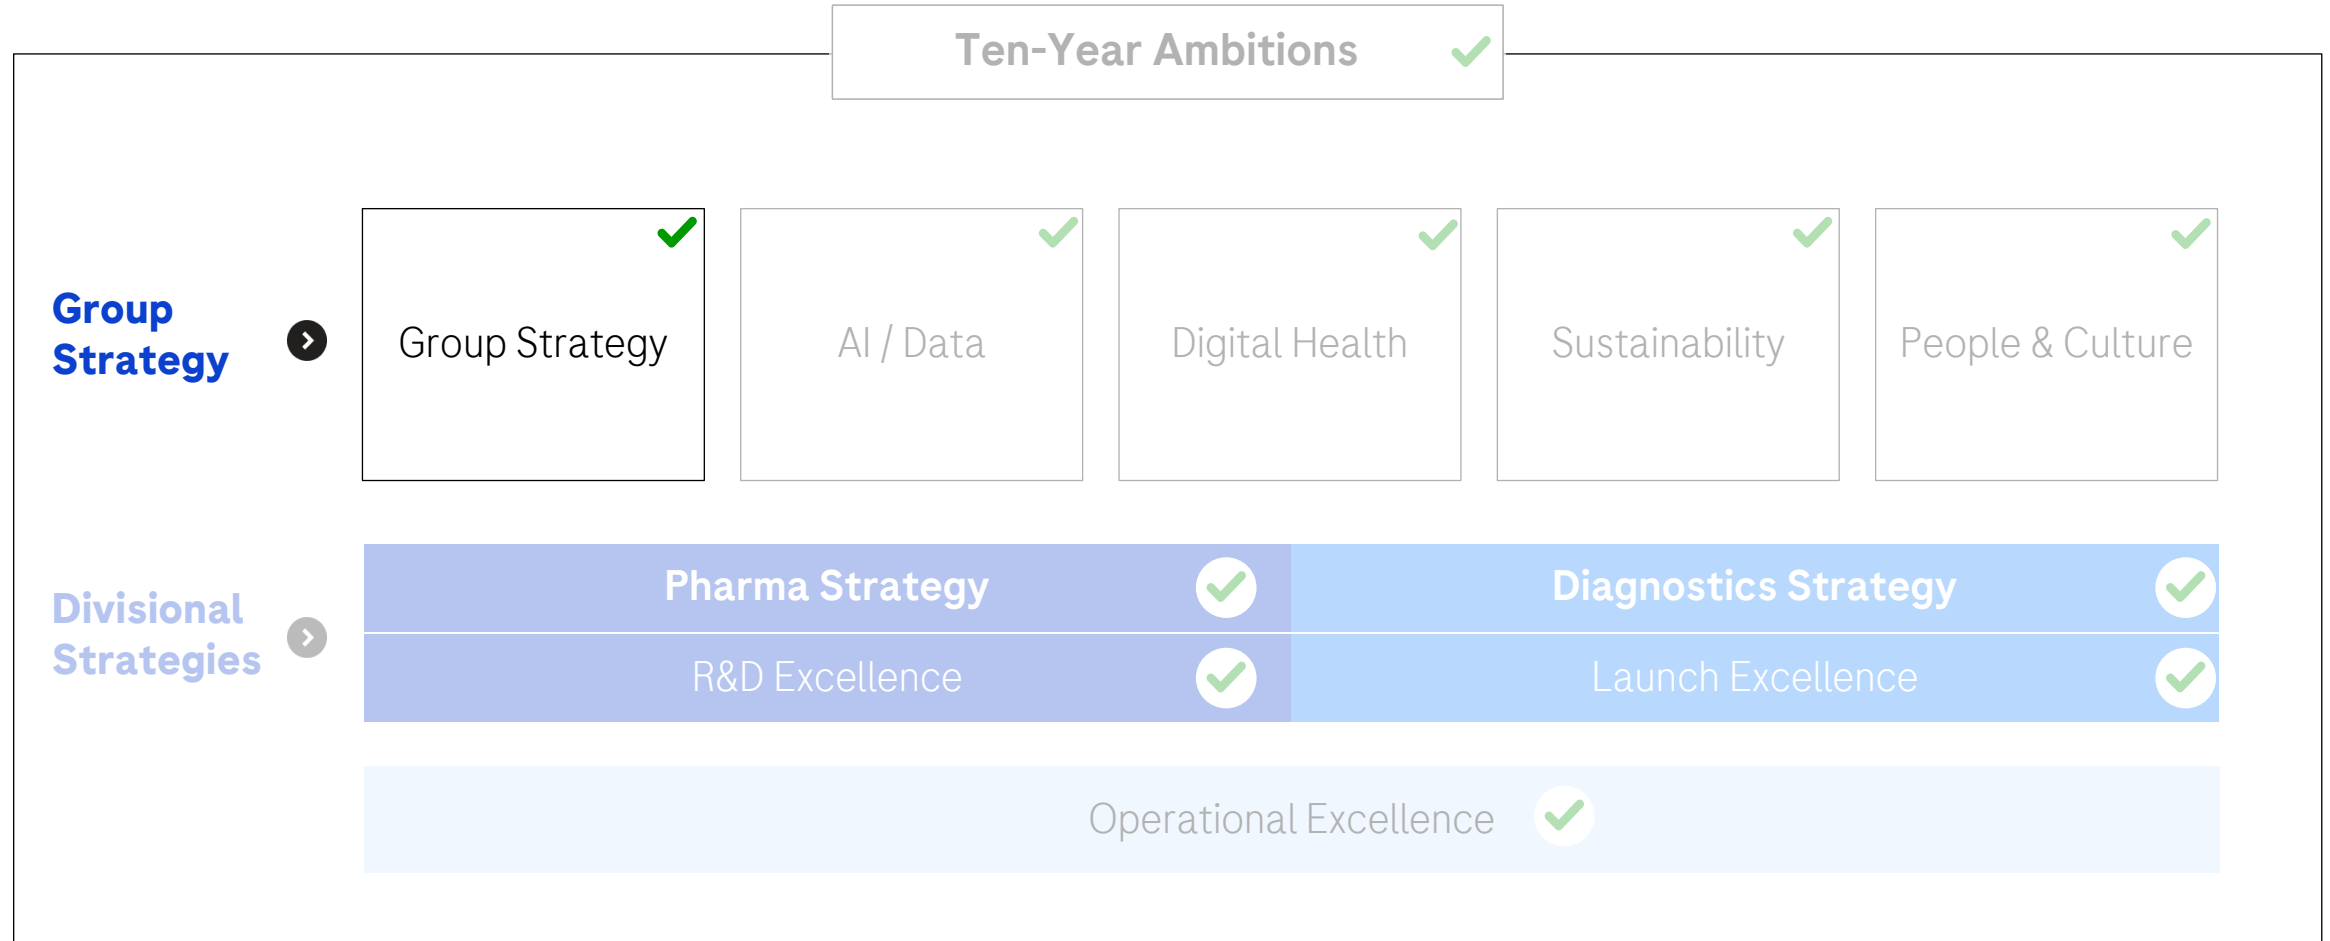 Ten-Year Ambitions
Group
Strategy
Group Strategy
AI / Data
Digital Health
Sustainability
People & Culture
Divisional
Strategies
Pharma Strategy
Diagnostics Strategy
R&D Excellence
Launch Excellence
Operational Excellence